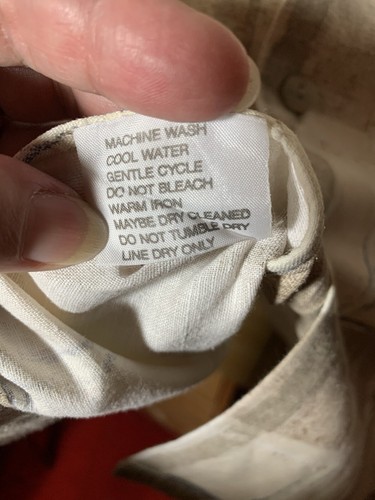 MACHINE WASH
COOL WATER
GENTLE CYCLE
DO NOT BLEACH
WARM IRON
MAYBE DRY CLEANED
DO NOT TUMBLE DRY
LINE DRY ONLY